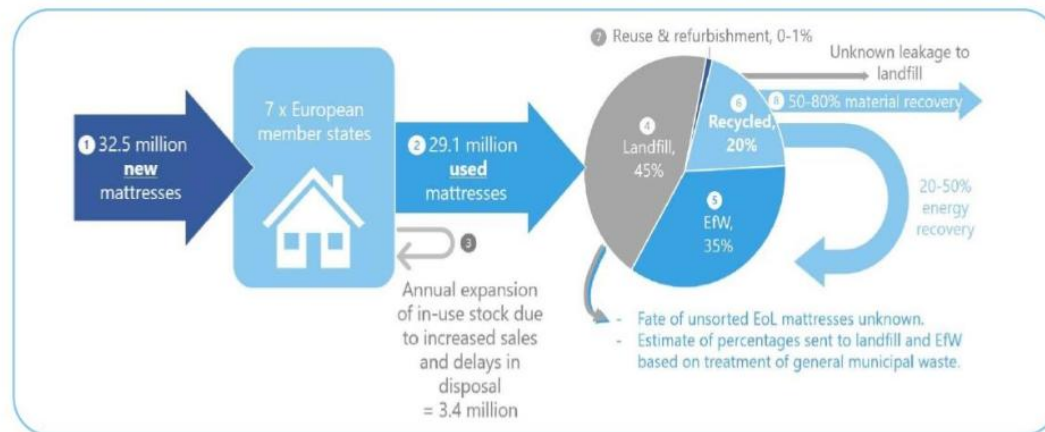 1 32.5 million
new
mattresses
7 x European
member states
2 29.1 million
used
mattresses
3
Annual expansion
of in-use stock due
to increased sales
and delays in
disposal
= 3.4 million
7 Reuse & refurbishment, 0-1%
4
Landfill,
45%
6
Recycled,
20%
5
EfW,
35%
Unknown leakage to
landfill
8 50-80% material recovery
20-50%
energy
recovery
- Fate of unsorted EoL mattresses unknown.
- Estimate of percentages sent to landfill and EfW
based on treatment of general municipal waste.